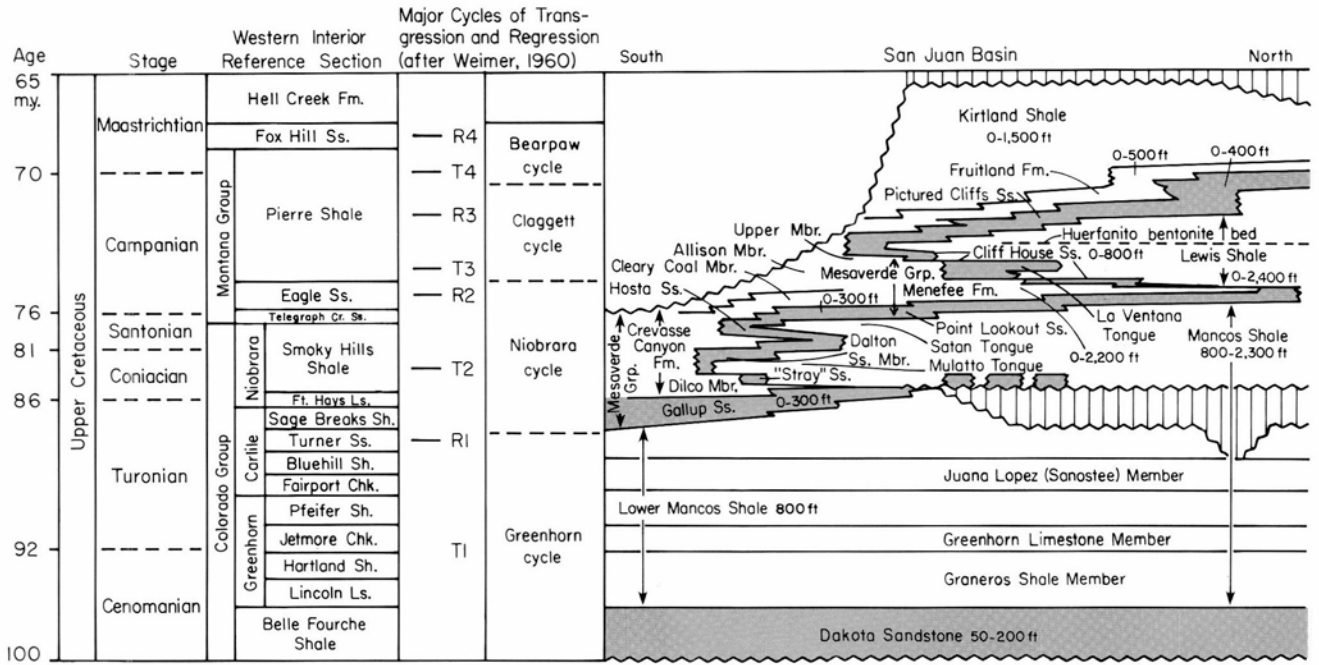 Age
65
m.y.
70
76
81
86
92
100
Upper Cretaceous
Stage
Maastrichtian
Campanian
Santonian
Coniacian
Turonian
Cenomanian
Western Interior
Reference Section
Hell Creek Fm.
Fox Hill Ss.
Montana Group
Pierre Shale
Eagle Ss.
Telegraph Cr. Ss.
Colorado Group
Niobrara
Smoky Hills
Shale
Ft. Hays Ls.
Carlile
Sage Breaks Sh.
Turner Ss.
Bluehill Sh.
Fairport Chk.
Greenhorn
Pfeifer Sh.
Jetmore Chk.
Hartland Sh.
Lincoln Ls.
Belle Fourche
Shale
Major Cycles of Trans-
gression and Regression
(after Weimer, 1960)
R4
T4
R3
T3
R2
T2
R1
T1
Bearpaw
cycle
Claggett
cycle
Niobrara
cycle
Greenhorn
cycle
South
San Juan Basin
North
Kirtland Shale
0-1,500 ft
0-500 ft
0-400 ft
Fruitland Fm.
Pictured Cliffs Ss.
Upper Mbr.
Huerfanito bentonite bed
Allison Mbr.
Cliff House Ss. 0-800 ft
Lewis Shale
Cleary
Coal Mbr.
Mesaverde Grp.
0-2,400 ft
Hosta Ss.
Menefee Fm.
0-300 ft
La Ventana
Tongue
Crevasse
Canyon
Fm.
Mesaverde
Grp.
Point Lookout Ss.
Mancos Shale
800-2,300 ft
Dalton
Ss. Mbr.
Satan Tongue
0-2,200 ft
Mulatto Tongue
"Stray" Ss.
Dilco Mbr.
Gallup Ss.
0-300 ft
Juana Lopez (Sanostee) Member
Lower Mancos Shale 800 ft
Greenhorn Limestone Member
Graneros Shale Member
Dakota Sandstone 50-200 ft